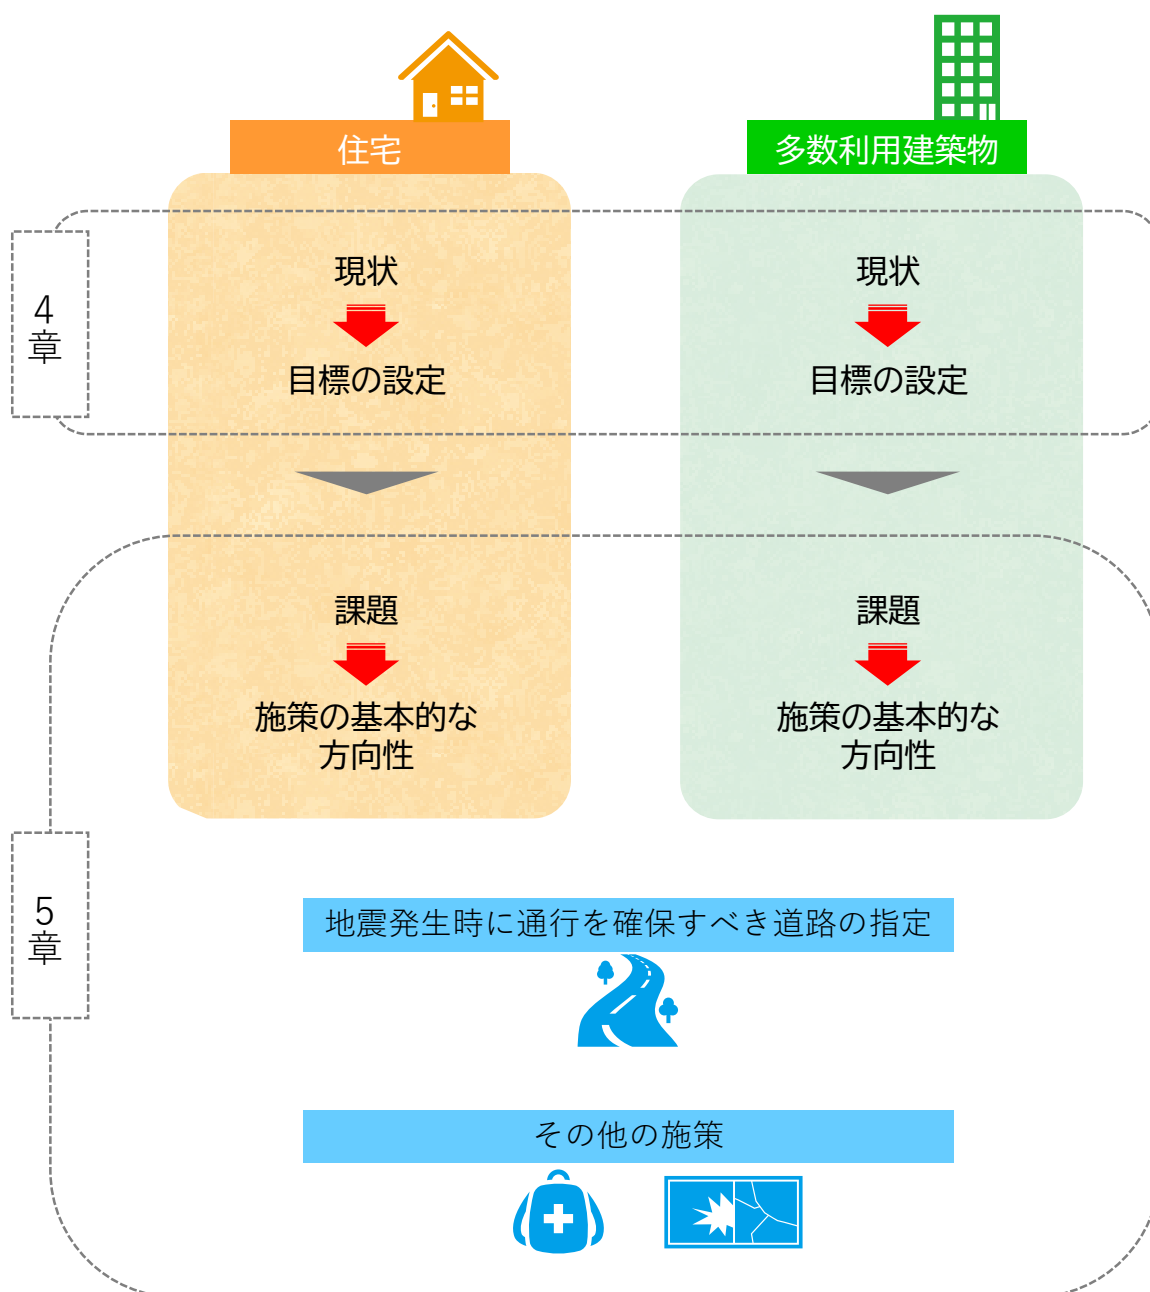 住宅
多数利用建築物
4
章
現状
目標の設定
現状
目標の設定
課題
施策の基本的な
方向性
課題
施策の基本的な
方向性
5
章
地震発生時に通行を確保すべき道路の指定
その他の施策